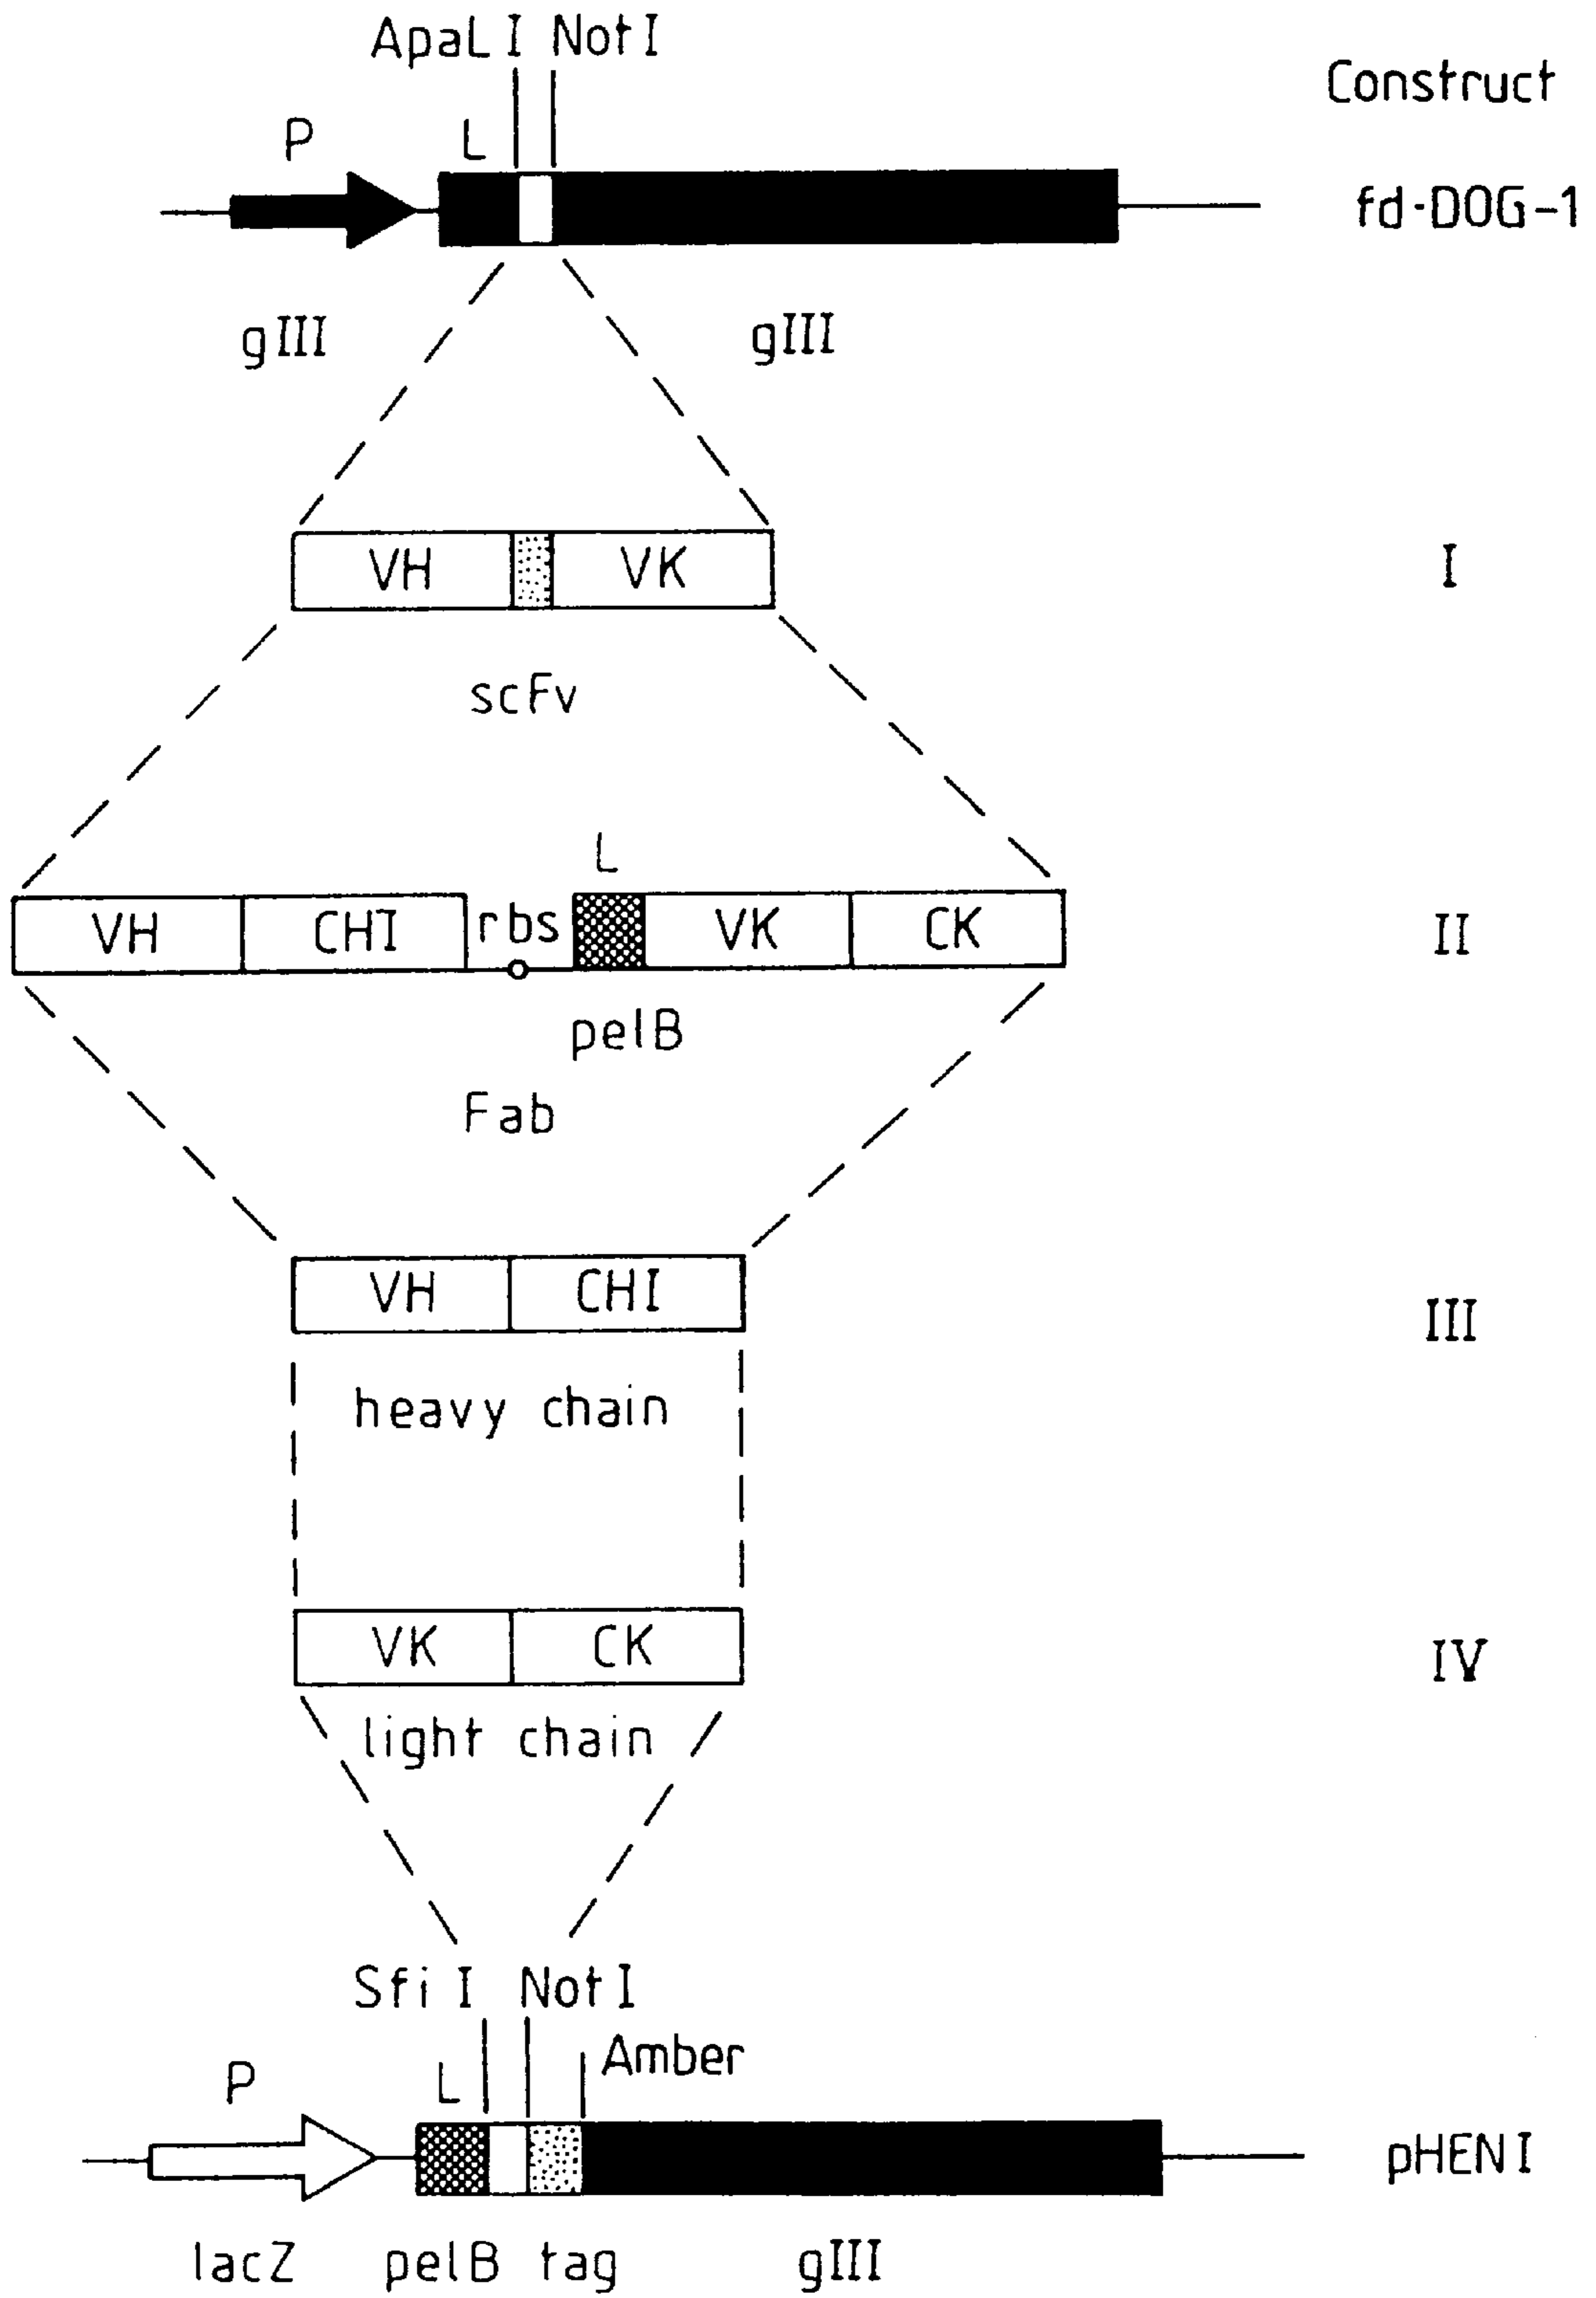 ApaL I Not I
Construct
P L
fd-DOG-1
gIII gIII
VH VK I
scFv
L
VH CHI rbs VK CK II
pelB
Fab
VH CHI III
heavy chain
VK CK IV
light chain
Sfi I Not I
Amber
P L
pHEN I
lacZ pelB tag gIII